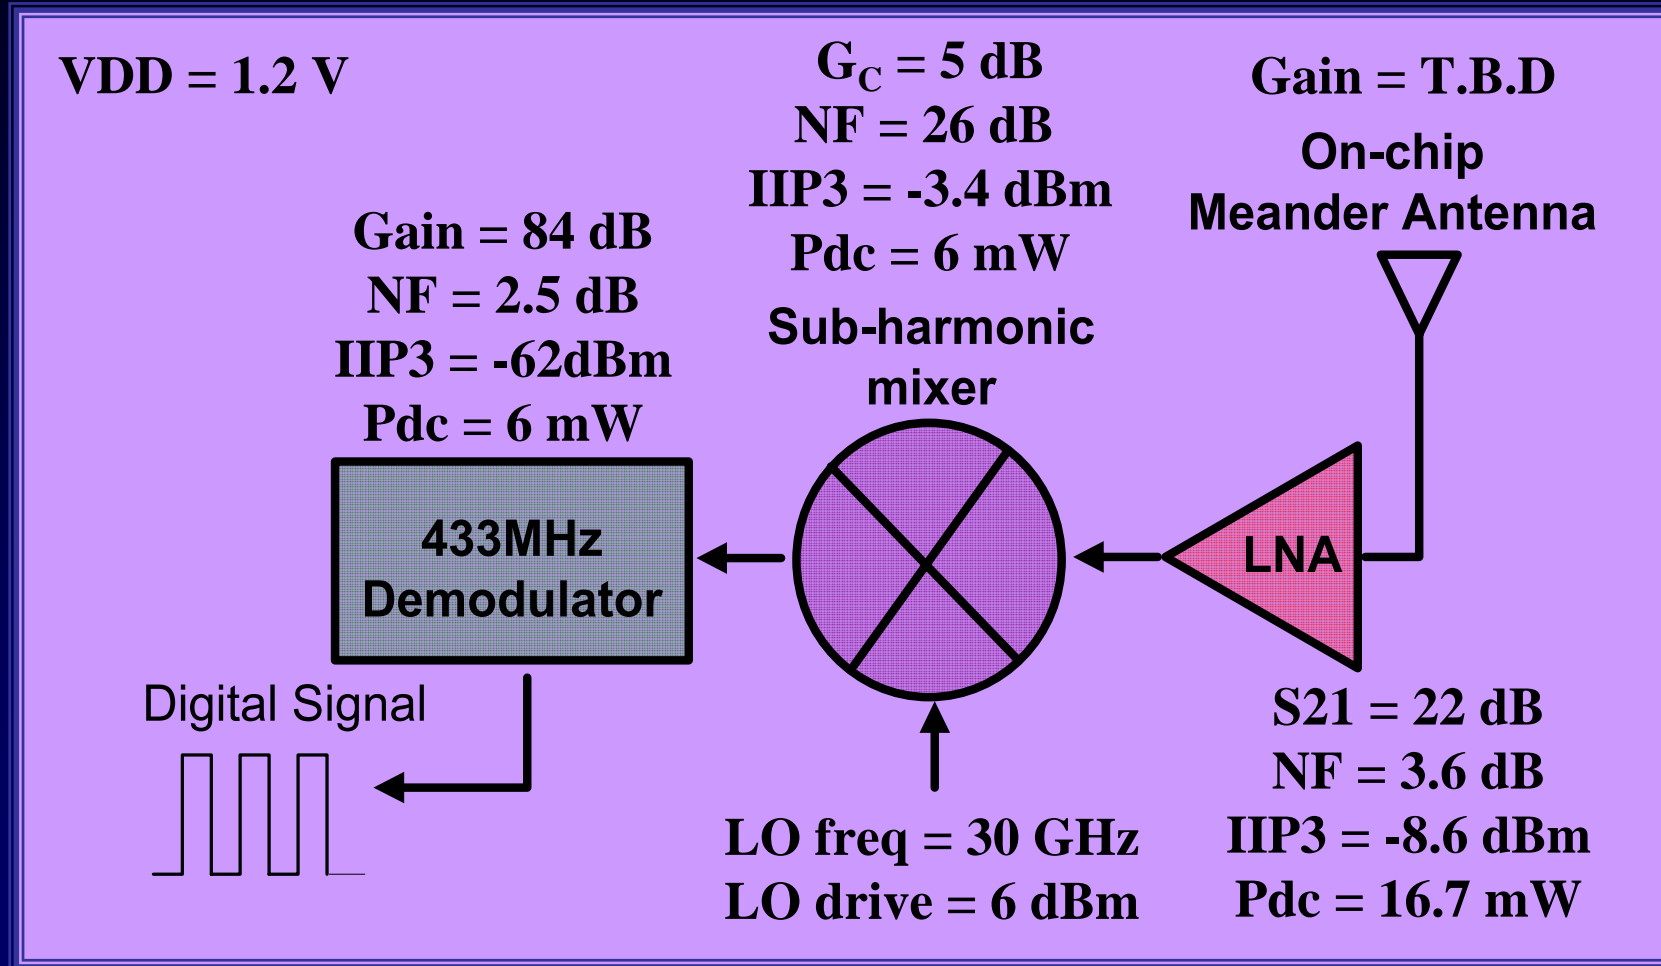 VDD = 1.2 V
G_C = 5 dB
NF = 26 dB
IIP3 = -3.4 dBm
Pdc = 6 mW
Sub-harmonic
mixer
Gain = T.B.D
On-chip
Meander Antenna
Gain = 84 dB
NF = 2.5 dB
IIP3 = -62dBm
Pdc = 6 mW
433MHz
Demodulator
LNA
Digital Signal
LO freq = 30 GHz
LO drive = 6 dBm
S21 = 22 dB
NF = 3.6 dB
IIP3 = -8.6 dBm
Pdc = 16.7 mW